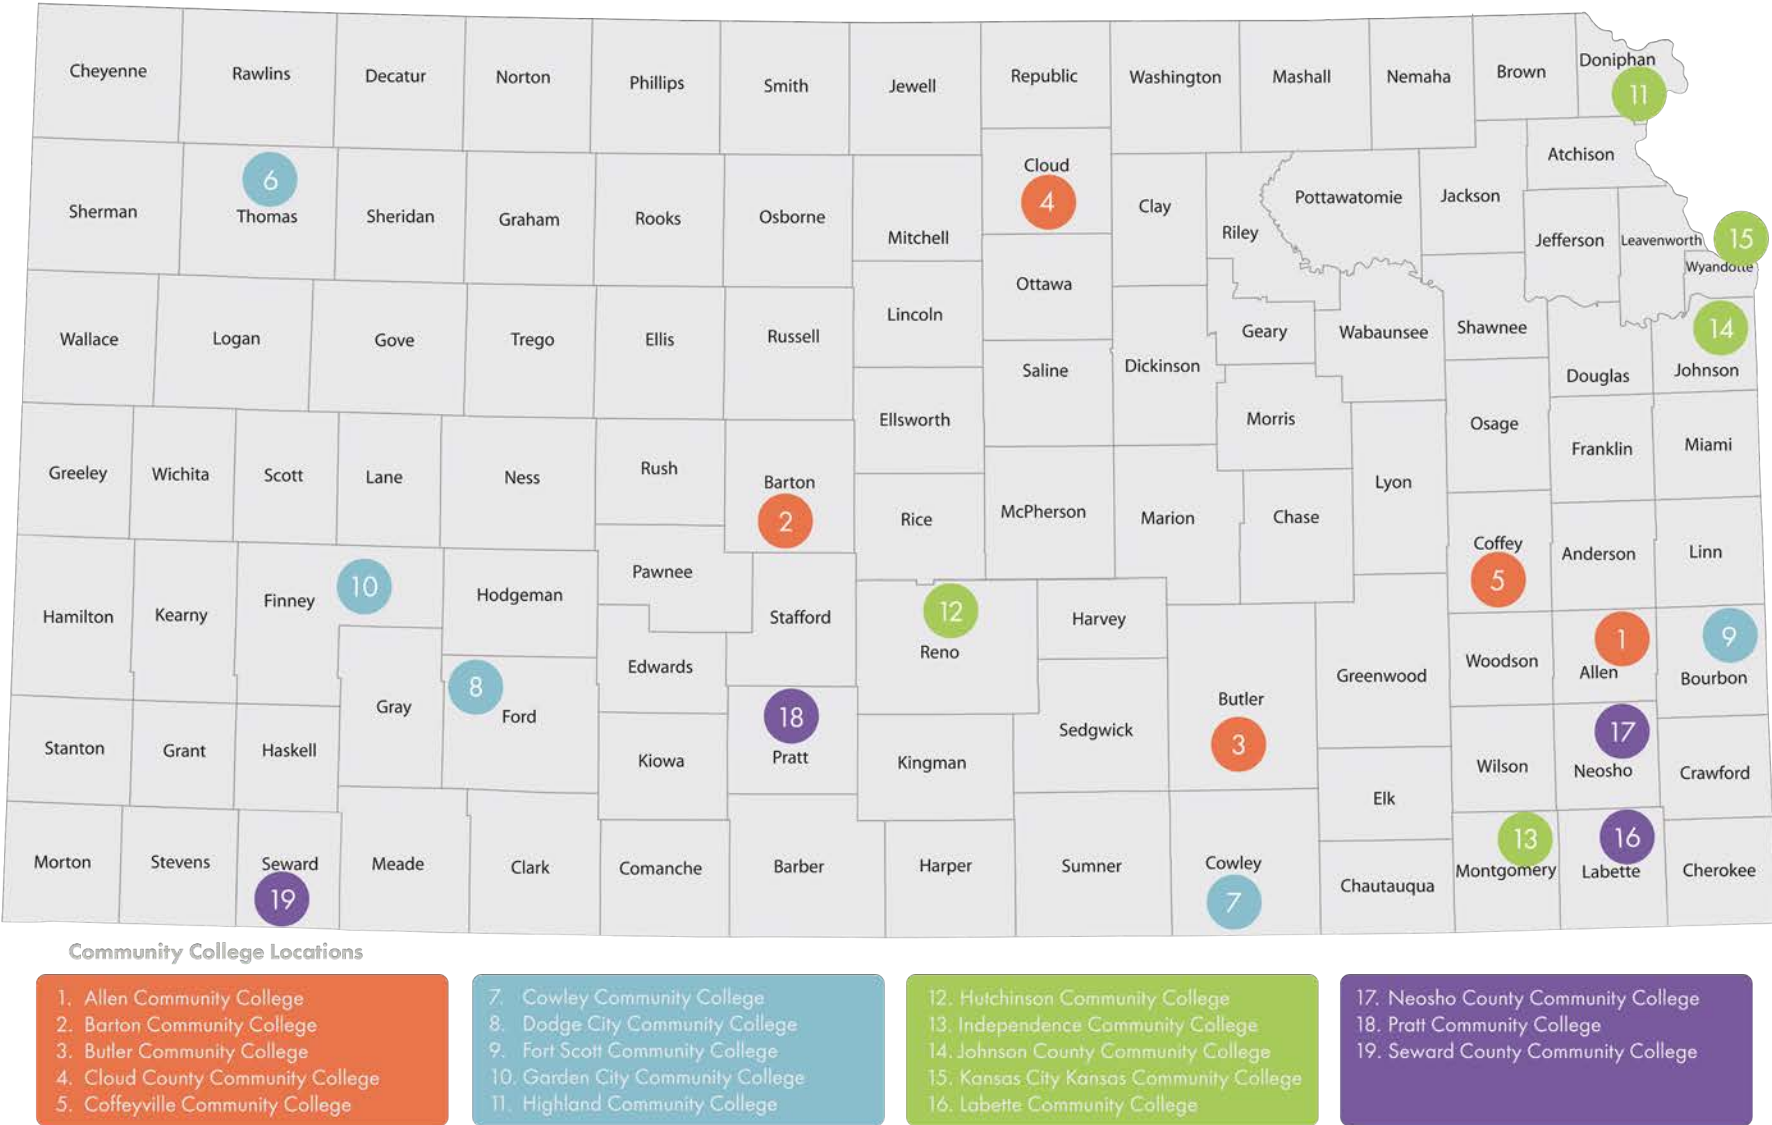 Cheyenne
Rawlins
Decatur
Norton
Phillips
Smith
Jewell
Republic
Washington
Mashall
Nemaha
Brown
Doniphan
11
Sherman
6
Thomas
Sheridan
Graham
Rooks
Osborne
Mitchell
Cloud
4
Clay
Riley
Pottawatomie
Jackson
Atchison
Jefferson
Leavenworth
15
Wyandotte
Ottawa
Lincoln
Wallace
Logan
Gove
Trego
Ellis
Russell
Saline
Dickinson
Geary
Wabaunsee
Shawnee
14
Douglas
Johnson
Ellsworth
Morris
Osage
Franklin
Miami
Greeley
Wichita
Scott
Lane
Ness
Rush
Barton
2
Rice
McPherson
Marion
Chase
Lyon
Coffey
5
Anderson
Linn
Hamilton
Kearny
Finney
10
Hodgeman
Pawnee
Stafford
12
Reno
Harvey
Edwards
Greenwood
Woodson
1
Allen
9
Bourbon
Gray
8
Ford
18
Pratt
Kiowa
Kingman
Sedgwick
Butler
3
17
Neosho
Wilson
Crawford
Stanton
Grant
Haskell
Elk
Morton
Stevens
Seward
19
Meade
Clark
Comanche
Barber
Harper
Sumner
Cowley
7
Chautauqua
13
Montgomery
16
Labette
Cherokee
Community College Locations
1. Allen Community College
2. Barton Community College
3. Butler Community College
4. Cloud County Community College
5. Coffeyville Community College
7. Cowley Community College
8. Dodge City Community College
9. Fort Scott Community College
10. Garden City Community College
11. Highland Community College
12. Hutchinson Community College
13. Independence Community College
14. Johnson County Community College
15. Kansas City Kansas Community College
16. Labette Community College
17. Neosho County Community College
18. Pratt Community College
19. Seward County Community College